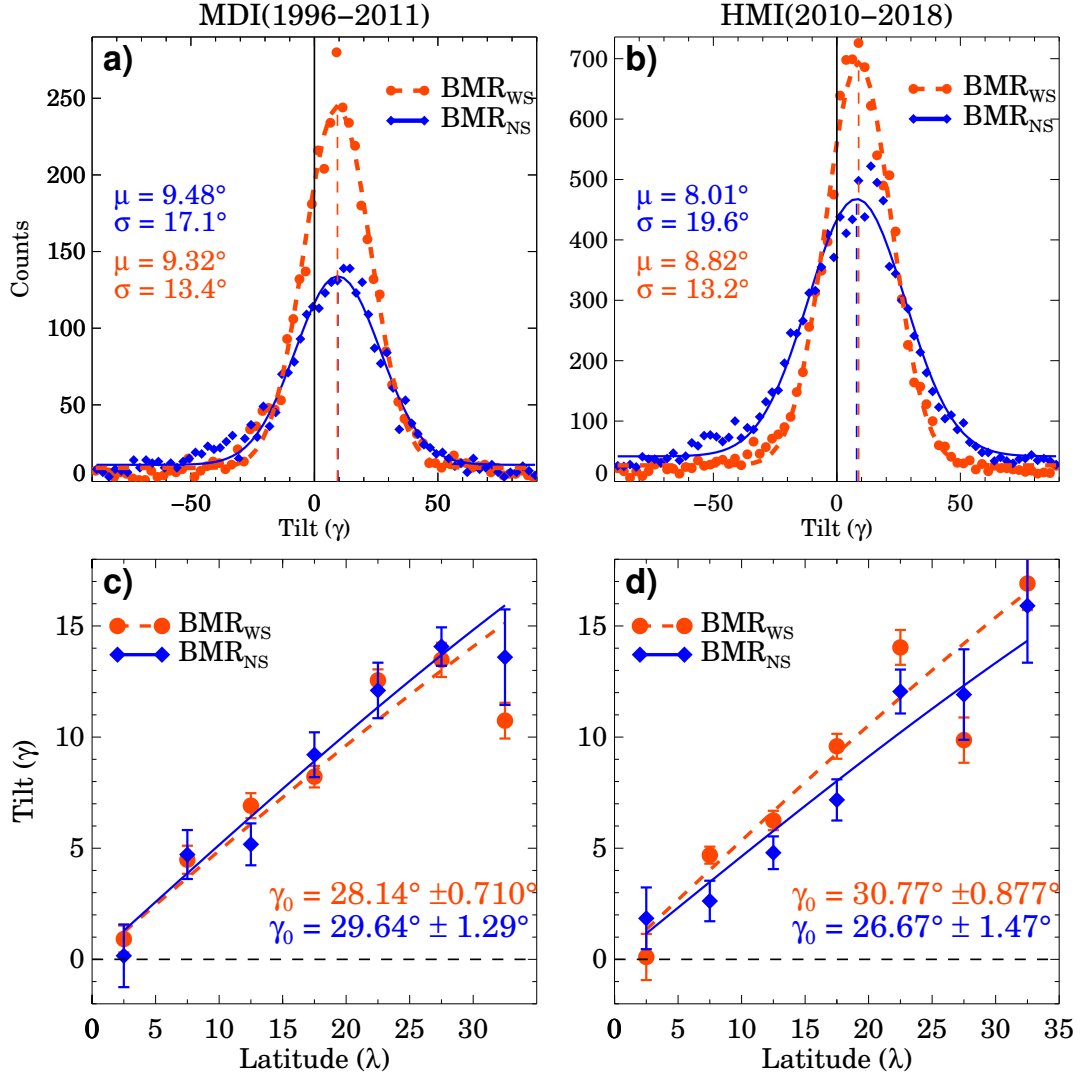 MDI(1996−2011)
HMI(2010−2018)
a)
BMR_WS
BMR_NS
μ = 9.48°
σ = 17.1°
μ = 9.32°
σ = 13.4°
Counts
250
200
150
100
50
0
−50 0 50
Tilt (γ)
b)
BMR_WS
BMR_NS
μ = 8.01°
σ = 19.6°
μ = 8.82°
σ = 13.2°
700
600
500
400
300
200
100
0
−50 0 50
Tilt (γ)
c)
BMR_WS
BMR_NS
γ_0 = 28.14° ±0.710°
γ_0 = 29.64° ± 1.29°
Tilt (γ)
15
10
5
0
0 5 10 15 20 25 30
Latitude (λ)
d)
BMR_WS
BMR_NS
γ_0 = 30.77° ±0.877°
γ_0 = 26.67° ± 1.47°
15
10
5
0
0 5 10 15 20 25 30 35
Latitude (λ)